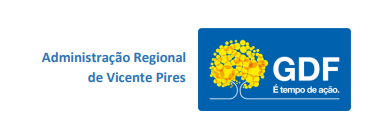 Administração Regional
de Vicente Pires
GDF
É tempo de ação.